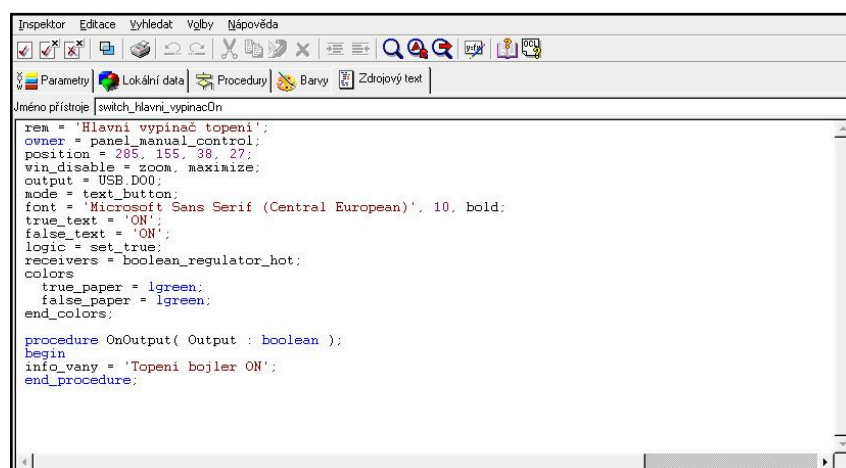 Inspektor Editace Vyhledat Volby Nápověda
Parametry Lokální data Procedury Barvy Zdrojový text
Jméno přístroje switch_hlavni_vypinacOn
rem = 'Hlavní vypínač topení';
owner = panel_manual_control;
position = 285, 155, 38, 27;
win_disable = zoom, maximize;
output = USB.DO0;
mode = text_button;
font = 'Microsoft Sans Serif (Central European)', 10, bold;
true_text = 'ON';
false_text = 'ON';
logic = set_true;
receivers = boolean_regulator_hot;
colors
true_paper = lgreen;
false_paper = lgreen;
end_colors;
procedure OnOutput( Output : boolean );
begin
info_vany = 'Topení bojler ON';
end_procedure;